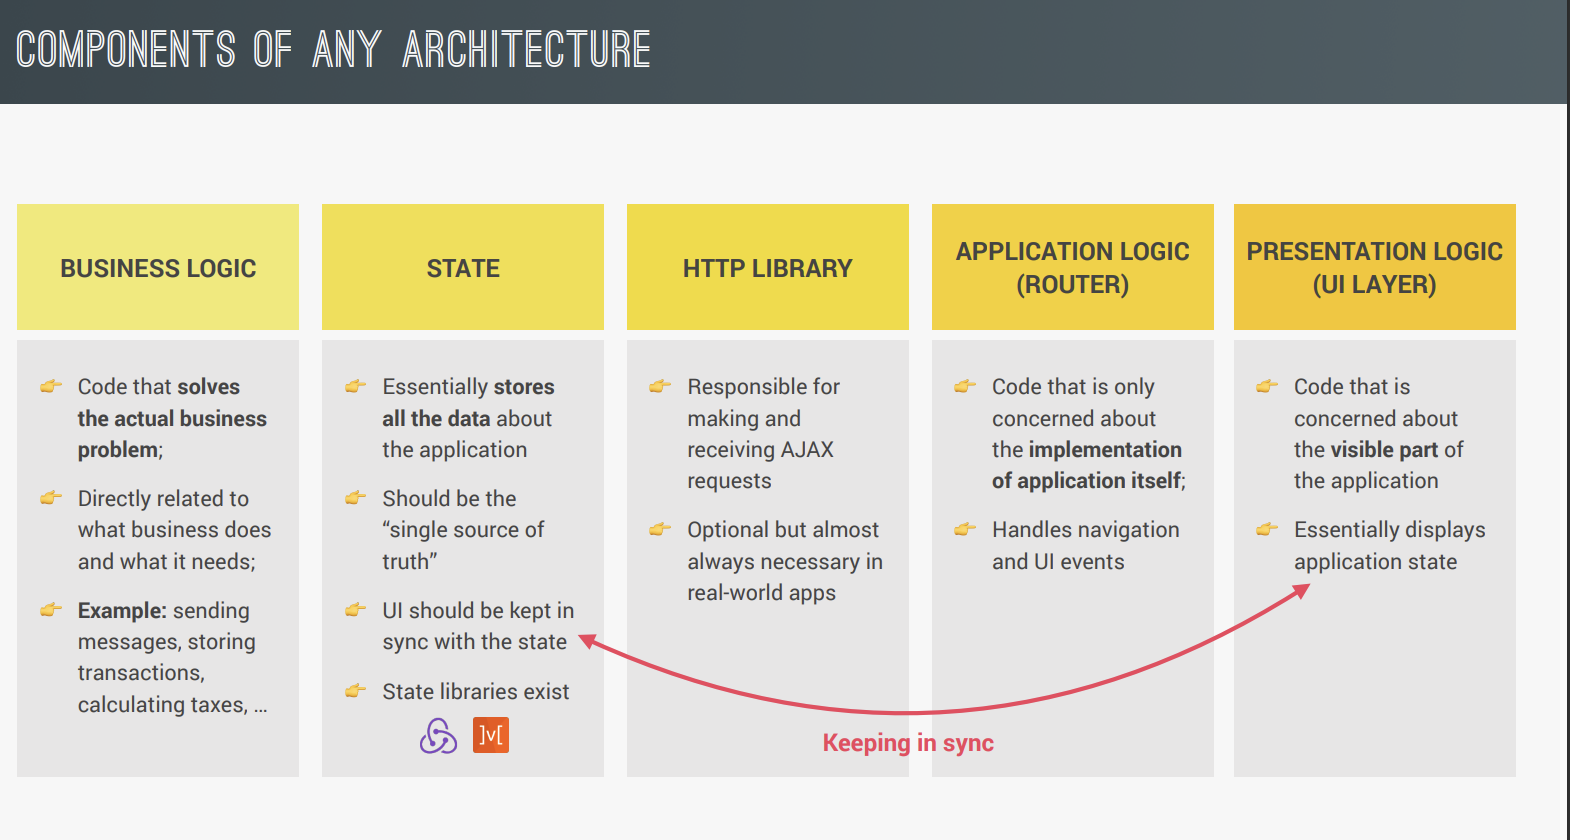 COMPONENTS OF ANY ARCHITECTURE
BUSINESS LOGIC
Code that solves
the actual business
problem;
Directly related to
what business does
and what it needs;
Example: sending
messages, storing
transactions,
calculating taxes, …
STATE
Essentially stores
all the data about
the application
Should be the
“single source of
truth”
UI should be kept in
sync with the state
State libraries exist
]v[
HTTP LIBRARY
Responsible for
making and
receiving AJAX
requests
Optional but almost
always necessary in
real-world apps
APPLICATION LOGIC
(ROUTER)
Code that is only
concerned about
the implementation
of application itself;
Handles navigation
and UI events
PRESENTATION LOGIC
(UI LAYER)
Code that is
concerned about
the visible part of
the application
Essentially displays
application state
Keeping in sync